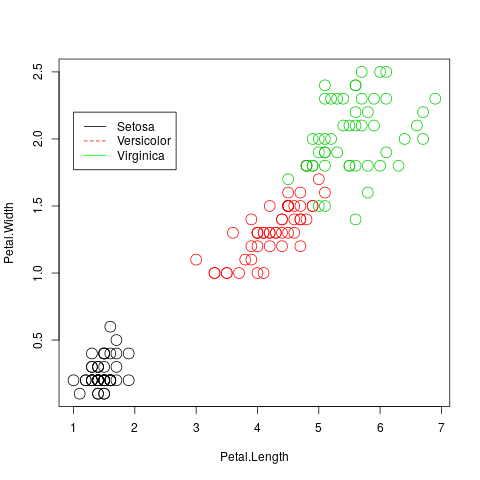 2.5
2.0
1.5
1.0
0.5
Petal.Width
Setosa
Versicolor
Virginica
1 2 3 4 5 6 7
Petal.Length